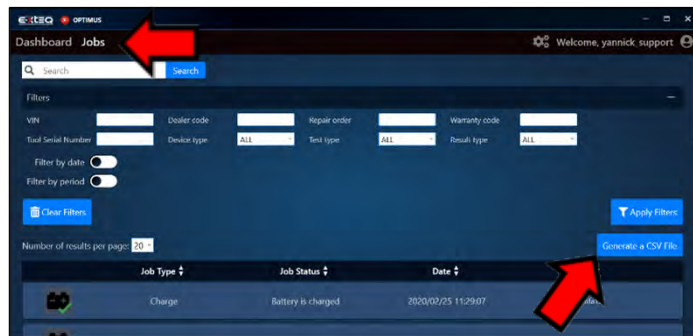 EXTEQ OPTIMUS
Dashboard Jobs Welcome, yannick_support
Search Search
Filters
VIN Dealer code Repair order Warranty code
Tool Serial Number Device type ALL Test type ALL Result type ALL
Filter by date
Filter by period
Clear Filters Apply Filters
Number of results per page: 20 Generate a CSV File
Job Type Job Status Date
Charge Battery is charged 2020/02/25 11:29:07